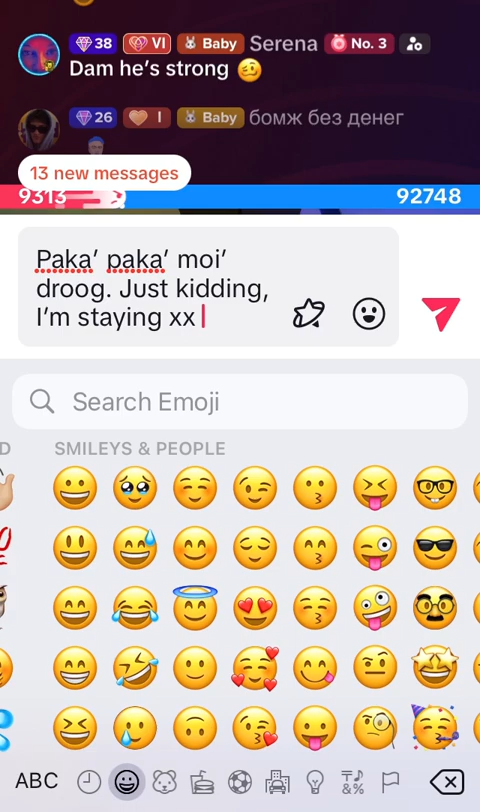 38 VI Baby Serena No. 3
Dam he's strong 🥴
26 I Baby бомж без денег
13 new messages
9313 92748
Paka' paka' moi'
droog. Just kidding,
I'm staying xx
Search Emoji
D SMILEYS & PEOPLE
ABC